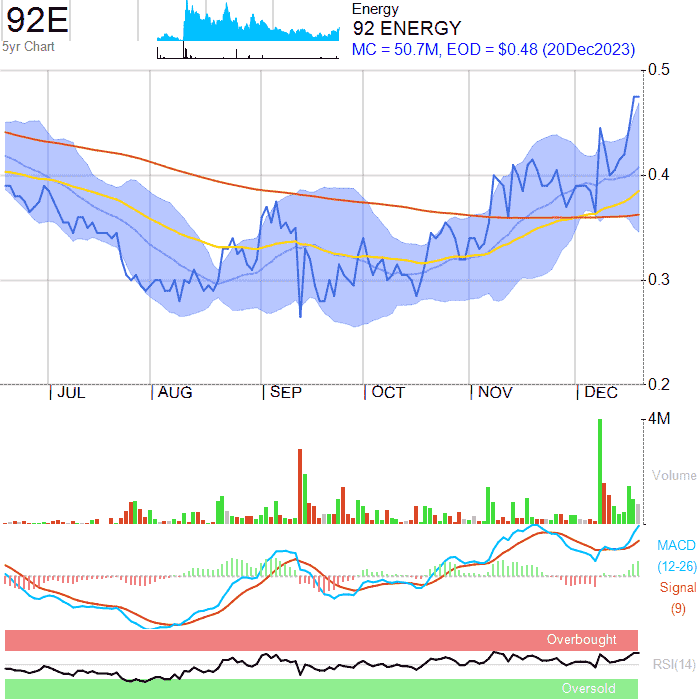 92E
5yr Chart
Energy
92 ENERGY
MC = 50.7M, EOD = $0.48 (20Dec2023)
0.5
0.4
0.3
0.2
JUL AUG SEP OCT NOV DEC
4M
Volume
MACD
(12-26)
Signal
(9)
Overbought
RSI(14)
Oversold